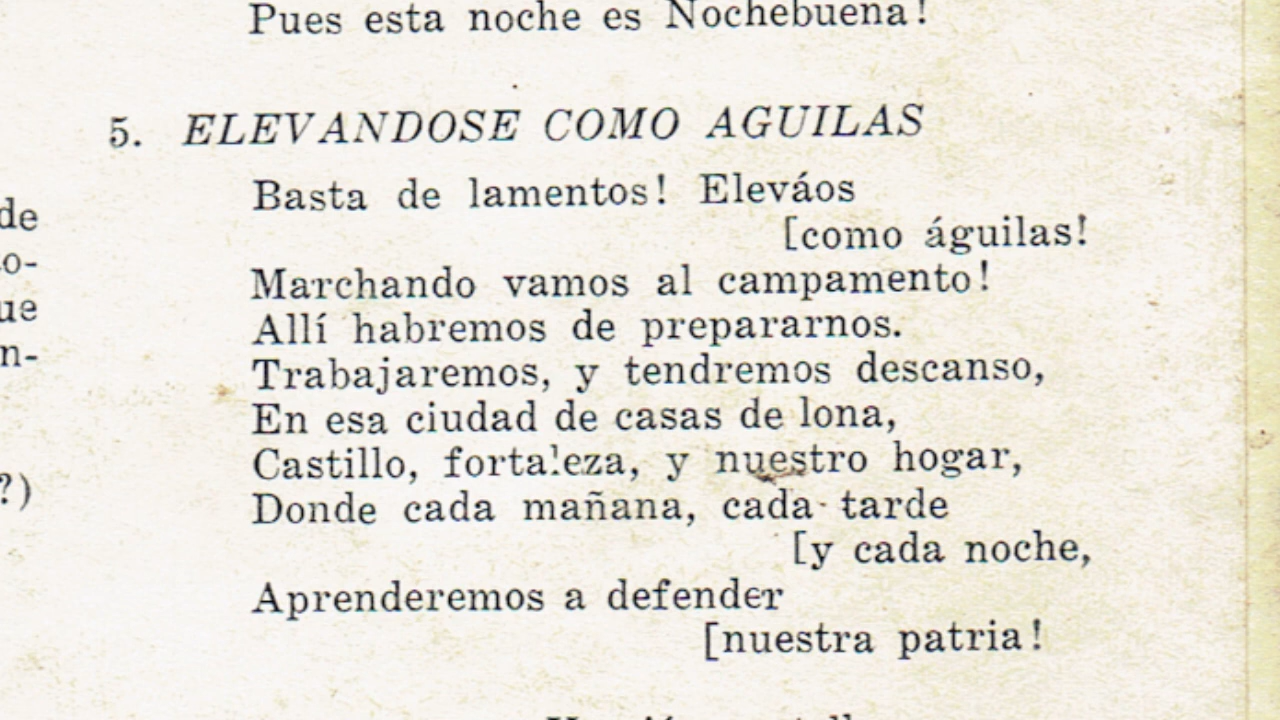 Pues esta noche es Nochebuena!
5. ELEVANDOSE COMO AGUILAS
Basta de lamentos! Eleváos
[como águilas!
Marchando vamos al campamento!
Allí habremos de prepararnos.
Trabajaremos, y tendremos descanso,
En esa ciudad de casas de lona,
Castillo, fortaleza, y nuestro hogar,
Donde cada mañana, cada tarde
[y cada noche,
Aprenderemos a defender
[nuestra patria!
de
o-
ue
n-
?)